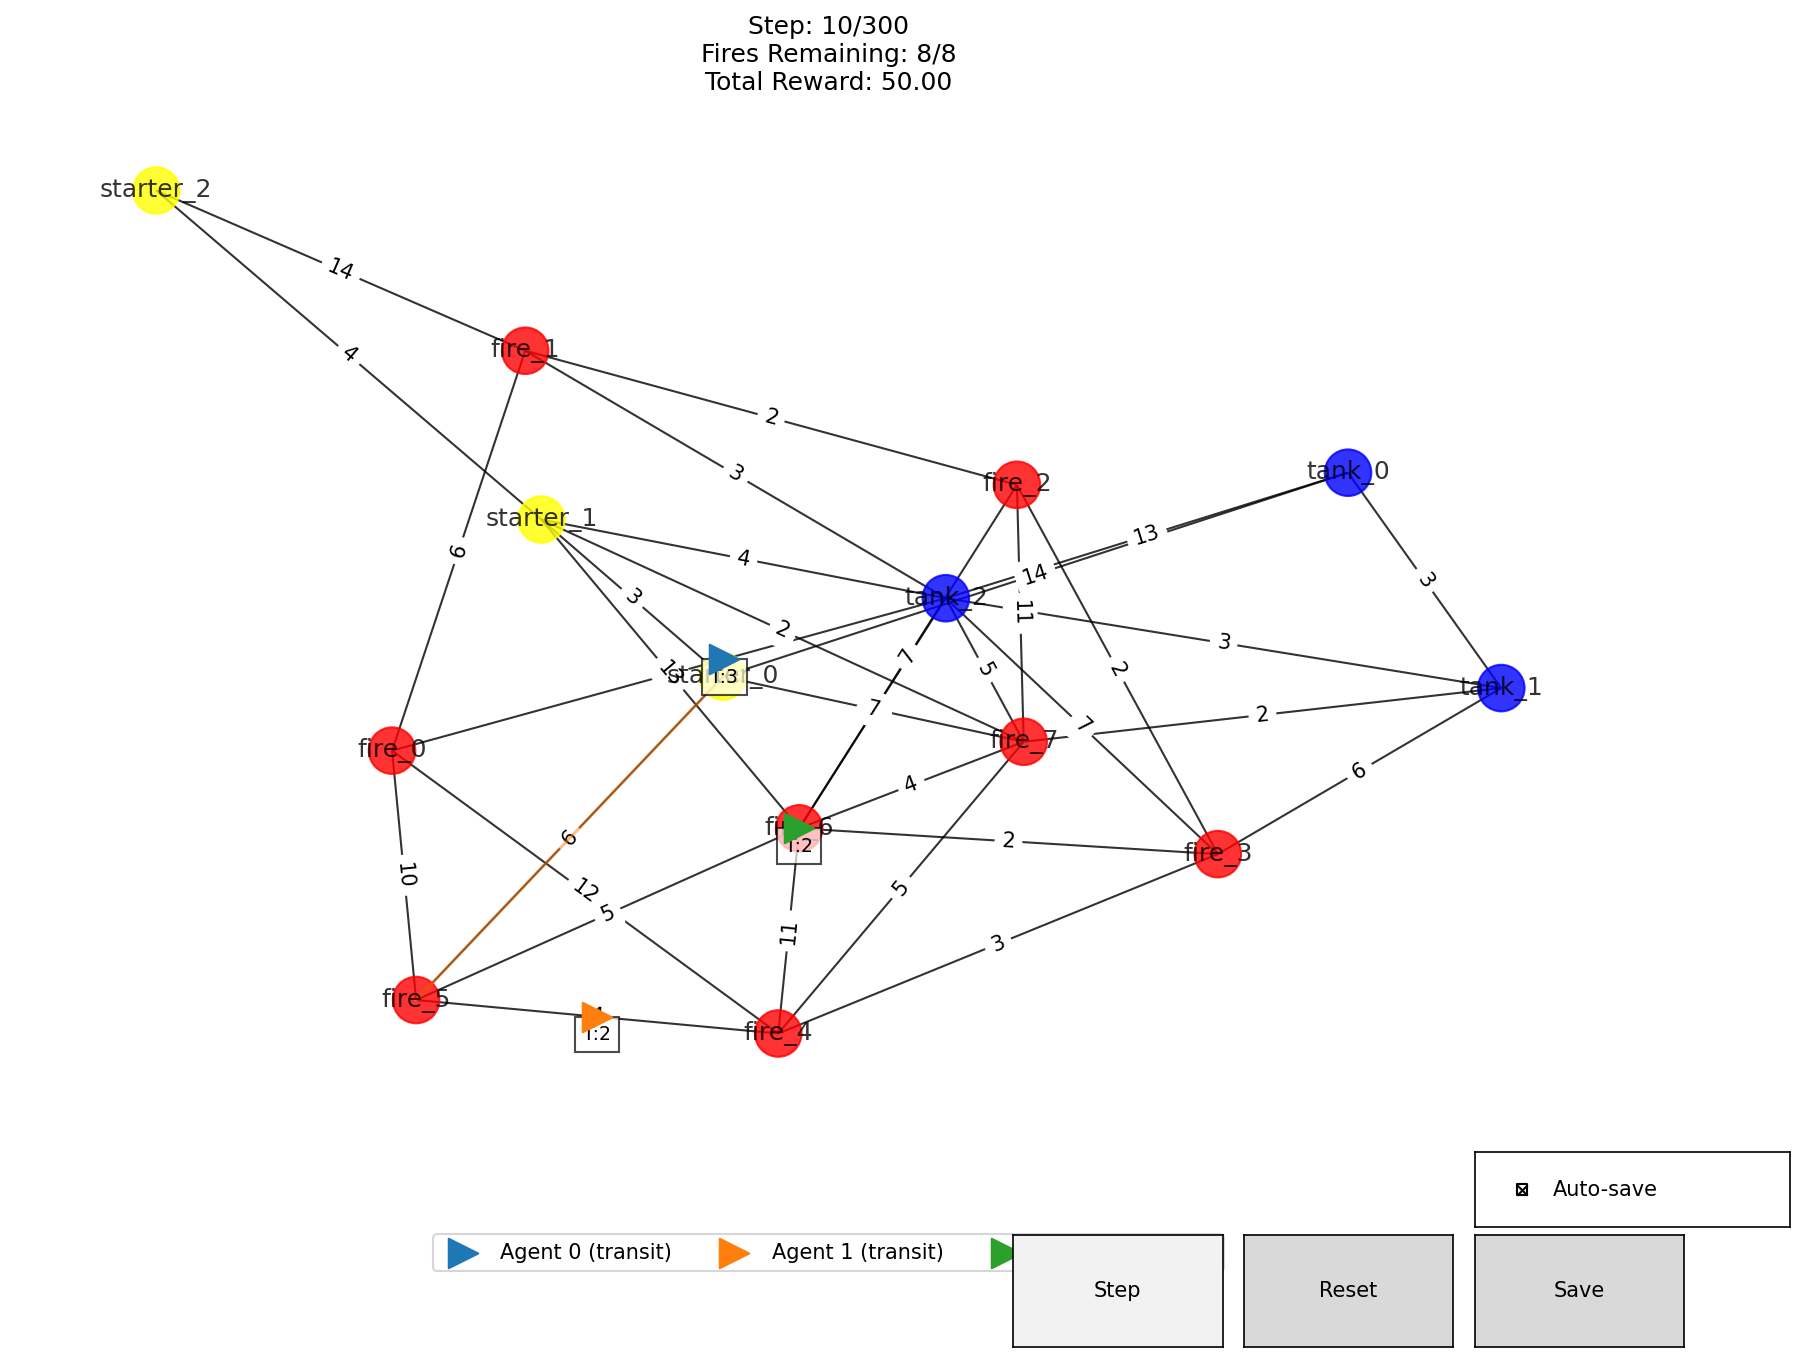 Step: 10/300
Fires Remaining: 8/8
Total Reward: 50.00
starter_2
14
fire_1
4
2
tank_0
3
fire_2
starter_1
13
6
4
14
3
3
tank_2
11
2
3
7
5
2
starter_0
T:3
tank_1
7
2
7
fire_0
fire_7
6
4
fire_6
T:2
2
fire_3
6
10
12
5
5
11
3
fire_5
T:2
fire_4
Auto-save
Agent 0 (transit)
Agent 1 (transit)
Step
Reset
Save